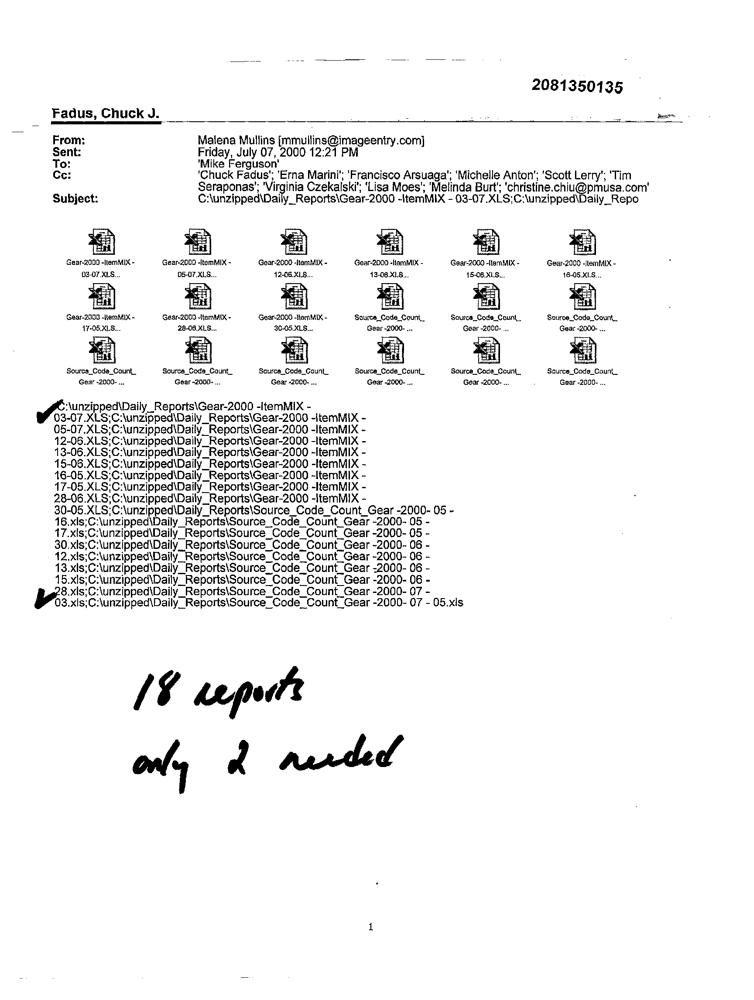 2081350135
Fadus, Chuck J.
From: Malena Mullins [mmullins@imageentry.com]
Sent: Friday, July 07, 2000 12:21 PM
To: 'Mike Ferguson'
Cc: 'Chuck Fadus'; 'Erna Marini'; 'Francisco Arsuaga'; 'Michelle Anton'; 'Scott Lerry'; 'Tim
Seraponas'; 'Virginia Czekalski'; 'Lisa Moes'; 'Melinda Burt'; 'christine.chiu@pmusa.com'
Subject: C:\unzipped\Daily_Reports\Gear-2000 -ItemMIX - 03-07.XLS;C:\unzipped\Daily_Repo
Gear-2000 -ItemMIX - Gear-2000 -ItemMIX - Gear-2000 -ItemMIX - Gear-2000 -ItemMIX - Gear-2000 -ItemMIX - Gear-2000 -ItemMIX -
03-07.XLS... 05-07.XLS... 12-06.XLS... 13-06.XLS... 15-06.XLS... 16-05.XLS...
Gear-2000 -ItemMIX - Gear-2000 -ItemMIX - Gear-2000 -ItemMIX - Source_Code_Count_ Source_Code_Count_ Source_Code_Count_
17-05.XLS... 28-06.XLS... 30-05.XLS... Gear -2000- ... Gear -2000- ... Gear -2000- ...
Source_Code_Count_ Source_Code_Count_ Source_Code_Count_ Source_Code_Count_ Source_Code_Count_ Source_Code_Count_
Gear -2000- ... Gear -2000- ... Gear -2000- ... Gear -2000- ... Gear -2000- ... Gear -2000- ...
C:\unzipped\Daily_Reports\Gear-2000 -ItemMIX -
03-07.XLS;C:\unzipped\Daily_Reports\Gear-2000 -ItemMIX -
05-07.XLS;C:\unzipped\Daily_Reports\Gear-2000 -ItemMIX -
12-06.XLS;C:\unzipped\Daily_Reports\Gear-2000 -ItemMIX -
13-06.XLS;C:\unzipped\Daily_Reports\Gear-2000 -ItemMIX -
15-06.XLS;C:\unzipped\Daily_Reports\Gear-2000 -ItemMIX -
16-05.XLS;C:\unzipped\Daily_Reports\Gear-2000 -ItemMIX -
17-05.XLS;C:\unzipped\Daily_Reports\Gear-2000 -ItemMIX -
28-06.XLS;C:\unzipped\Daily_Reports\Gear-2000 -ItemMIX -
30-05.XLS;C:\unzipped\Daily_Reports\Source_Code_Count_Gear -2000- 05 -
16.xls;C:\unzipped\Daily_Reports\Source_Code_Count_Gear -2000- 05 -
17.xls;C:\unzipped\Daily_Reports\Source_Code_Count_Gear -2000- 05 -
30.xls;C:\unzipped\Daily_Reports\Source_Code_Count_Gear -2000- 06 -
12.xls;C:\unzipped\Daily_Reports\Source_Code_Count_Gear -2000- 06 -
13.xls;C:\unzipped\Daily_Reports\Source_Code_Count_Gear -2000- 06 -
15.xls;C:\unzipped\Daily_Reports\Source_Code_Count_Gear -2000- 06 -
28.xls;C:\unzipped\Daily_Reports\Source_Code_Count_Gear -2000- 07 -
03.xls;C:\unzipped\Daily_Reports\Source_Code_Count_Gear -2000- 07 - 05.xls
18 reports
only 2 needed
1